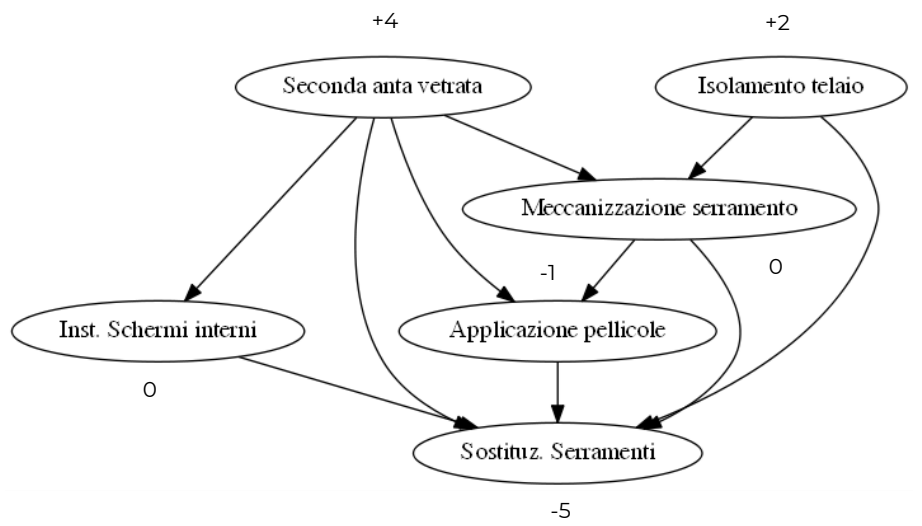 +4
+2
Seconda anta vetrata
Isolamento telaio
Meccanizzazione serramento
-1
0
Inst. Schermi interni
Applicazione pellicole
0
Sostituz. Serramenti
-5